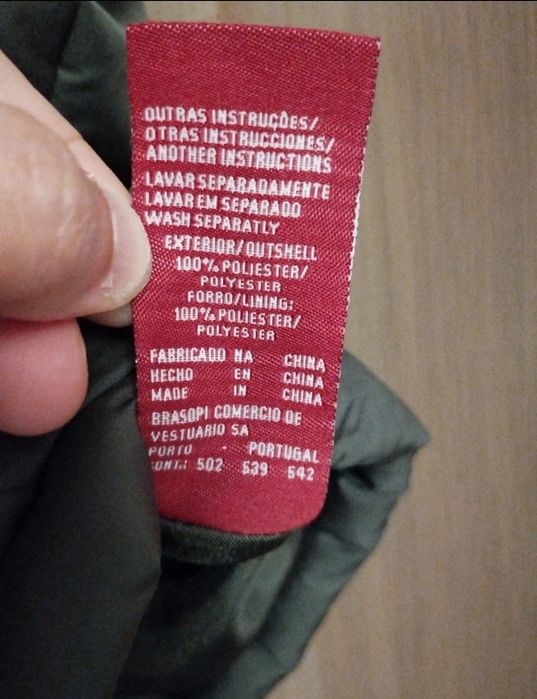 OUTRAS INSTRUÇÕES/
OTRAS INSTRUCCIONES/
ANOTHER INSTRUCTIONS
LAVAR SEPARADAMENTE
LAVAR EM SEPARADO
WASH SEPARATLY
EXTERIOR/OUTSHELL
100% POLIESTER/
POLYESTER
FORRO/LINING:
100% POLIESTER/
POLYESTER
FABRICADO NA CHINA
HECHO EN CHINA
MADE IN CHINA
BRASOPI COMERCIO DE
VESTUARIO SA
PORTO - PORTUGAL
CONT.: 502 539 542